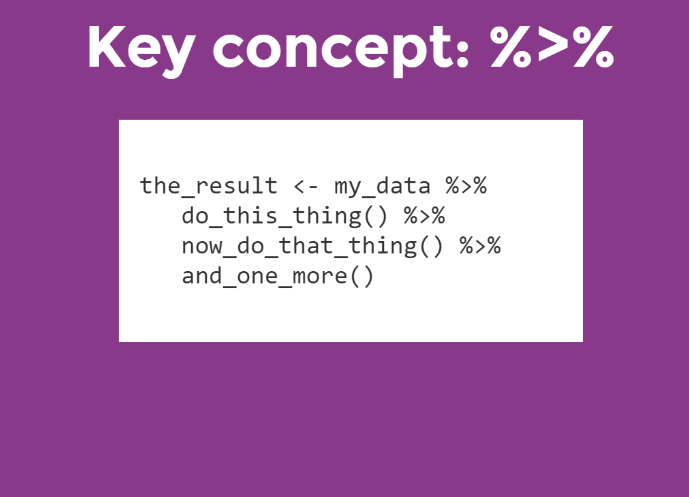 Key concept: %>%
the_result <- my_data %>%
   do_this_thing() %>%
   now_do_that_thing() %>%
   and_one_more()